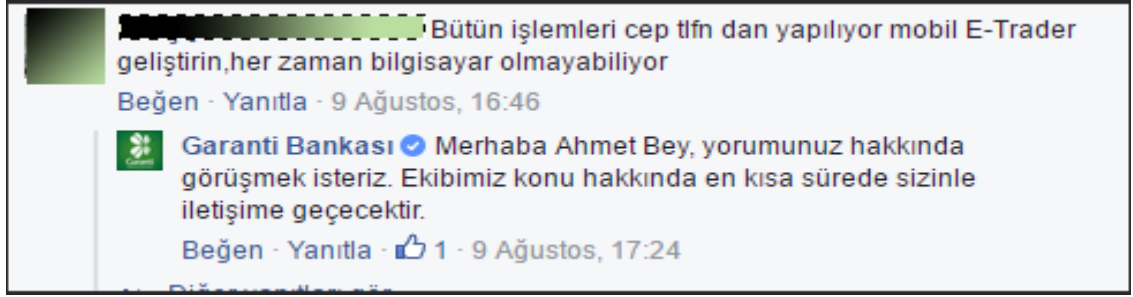 Bütün işlemleri cep tlfn dan yapılıyor mobil E-Trader
geliştirin,her zaman bilgisayar olmayabiliyor
Beğen · Yanıtla · 9 Ağustos, 16:46
Garanti Bankası Merhaba Ahmet Bey, yorumunuz hakkında
görüşmek isteriz. Ekibimiz konu hakkında en kısa sürede sizinle
iletişime geçecektir.
Beğen · Yanıtla · 1 · 9 Ağustos, 17:24